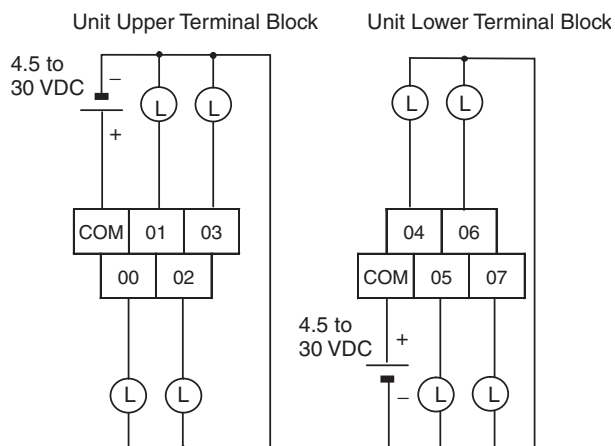 Unit Upper Terminal Block
4.5 to
30 VDC
–
+
L
L
COM
01
03
00
02
L
L
Unit Lower Terminal Block
L
L
04
06
COM
05
07
4.5 to
30 VDC
+
–
L
L